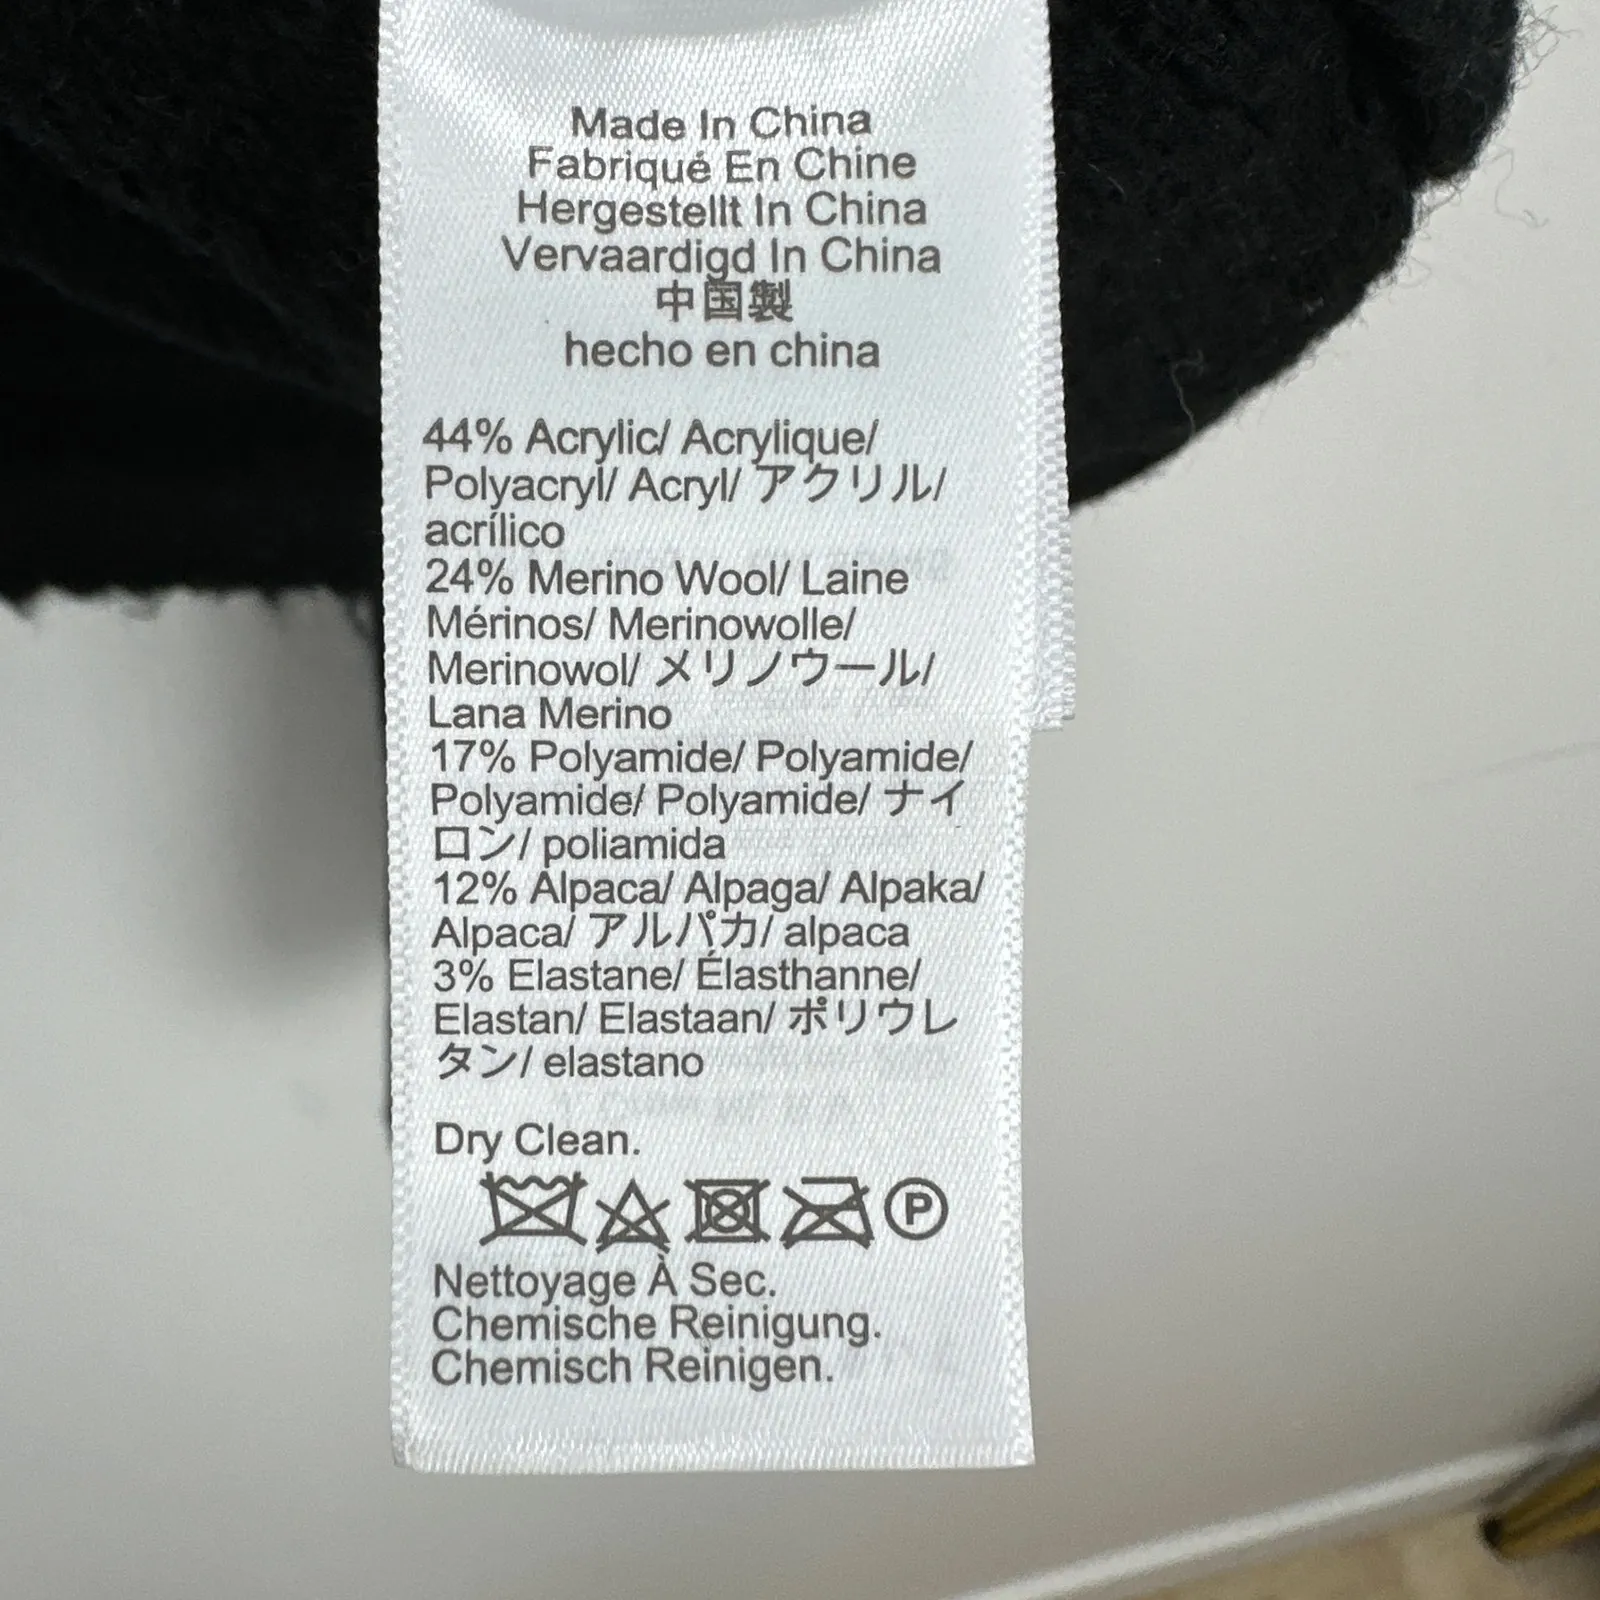 Made In China
Fabriqué En Chine
Hergestellt In China
Vervaardigd In China
中国製
hecho en china
44% Acrylic/ Acrylique/
Polyacryl/ Acryl/ アクリル/
acrílico
24% Merino Wool/ Laine
Mérinos/ Merinowolle/
Merinowol/ メリノウール/
Lana Merino
17% Polyamide/ Polyamide/
Polyamide/ Polyamide/ ナイ
ロン/ poliamida
12% Alpaca/ Alpaga/ Alpaka/
Alpaca/ アルパカ/ alpaca
3% Elastane/ Élasthanne/
Elastan/ Elastaan/ ポリウレ
タン/ elastano
Dry Clean.
P
Nettoyage À Sec.
Chemische Reinigung.
Chemisch Reinigen.